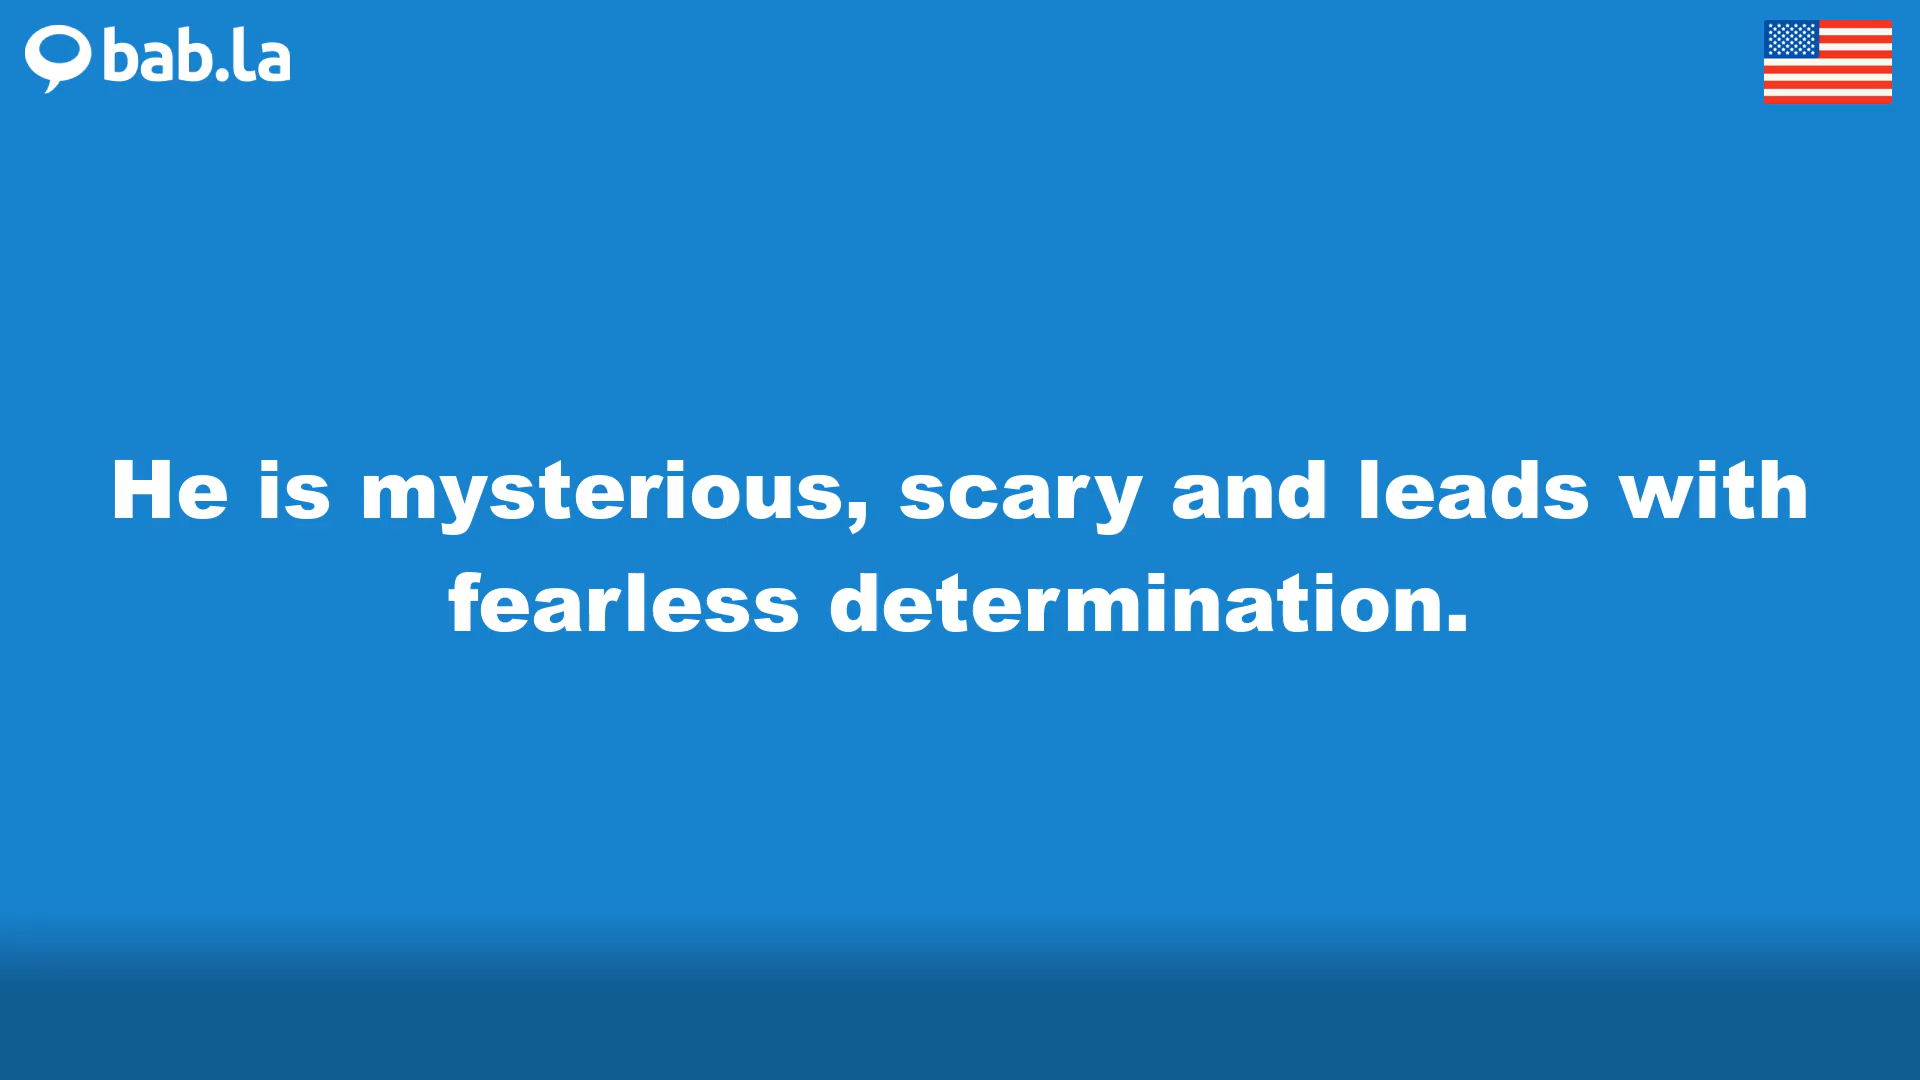 bab.la
He is mysterious, scary and leads with
fearless determination.